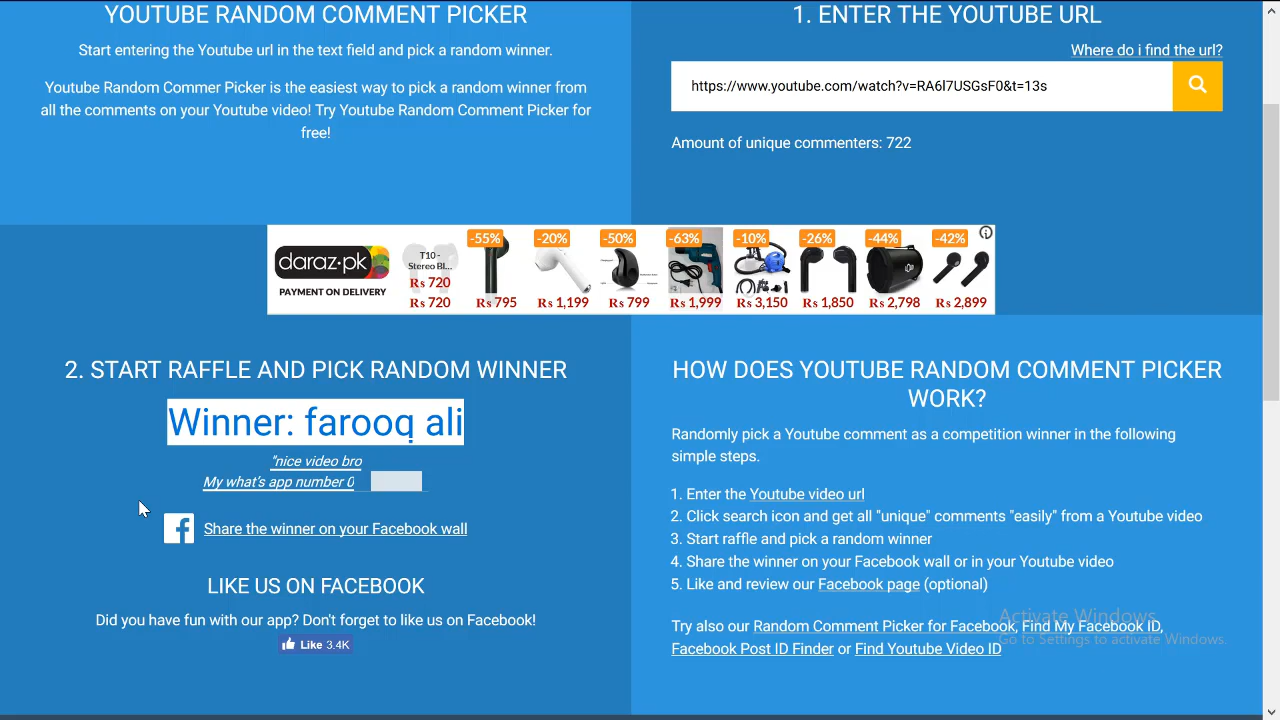 YOUTUBE RANDOM COMMENT PICKER
Start entering the Youtube url in the text field and pick a random winner.
Youtube Random Commer Picker is the easiest way to pick a random winner from
all the comments on your Youtube video! Try Youtube Random Comment Picker for
free!
1. ENTER THE YOUTUBE URL
Where do i find the url?
https://www.youtube.com/watch?v=RA6l7USGsF0&t=13s
Amount of unique commenters: 722
daraz.pk
PAYMENT ON DELIVERY
T10 -
Stereo Bl...
Rs 720
Rs 720
-55%
Rs 795
-20%
Rs 1,199
-50%
Rs 799
-63%
Rs 1,999
-10%
Rs 3,150
-26%
Rs 1,850
-44%
Rs 2,798
-42%
Rs 2,899
2. START RAFFLE AND PICK RANDOM WINNER
Winner: farooq ali
"nice video bro
My what's app number 0
Share the winner on your Facebook wall
LIKE US ON FACEBOOK
Did you have fun with our app? Don't forget to like us on Facebook!
Like 3.4K
HOW DOES YOUTUBE RANDOM COMMENT PICKER
WORK?
Randomly pick a Youtube comment as a competition winner in the following
simple steps.
1. Enter the Youtube video url
2. Click search icon and get all "unique" comments "easily" from a Youtube video
3. Start raffle and pick a random winner
4. Share the winner on your Facebook wall or in your Youtube video
5. Like and review our Facebook page (optional)
Try also our Random Comment Picker for Facebook, Find My Facebook ID,
Facebook Post ID Finder or Find Youtube Video ID
Activate Windows
Go to Settings to activate Windows.